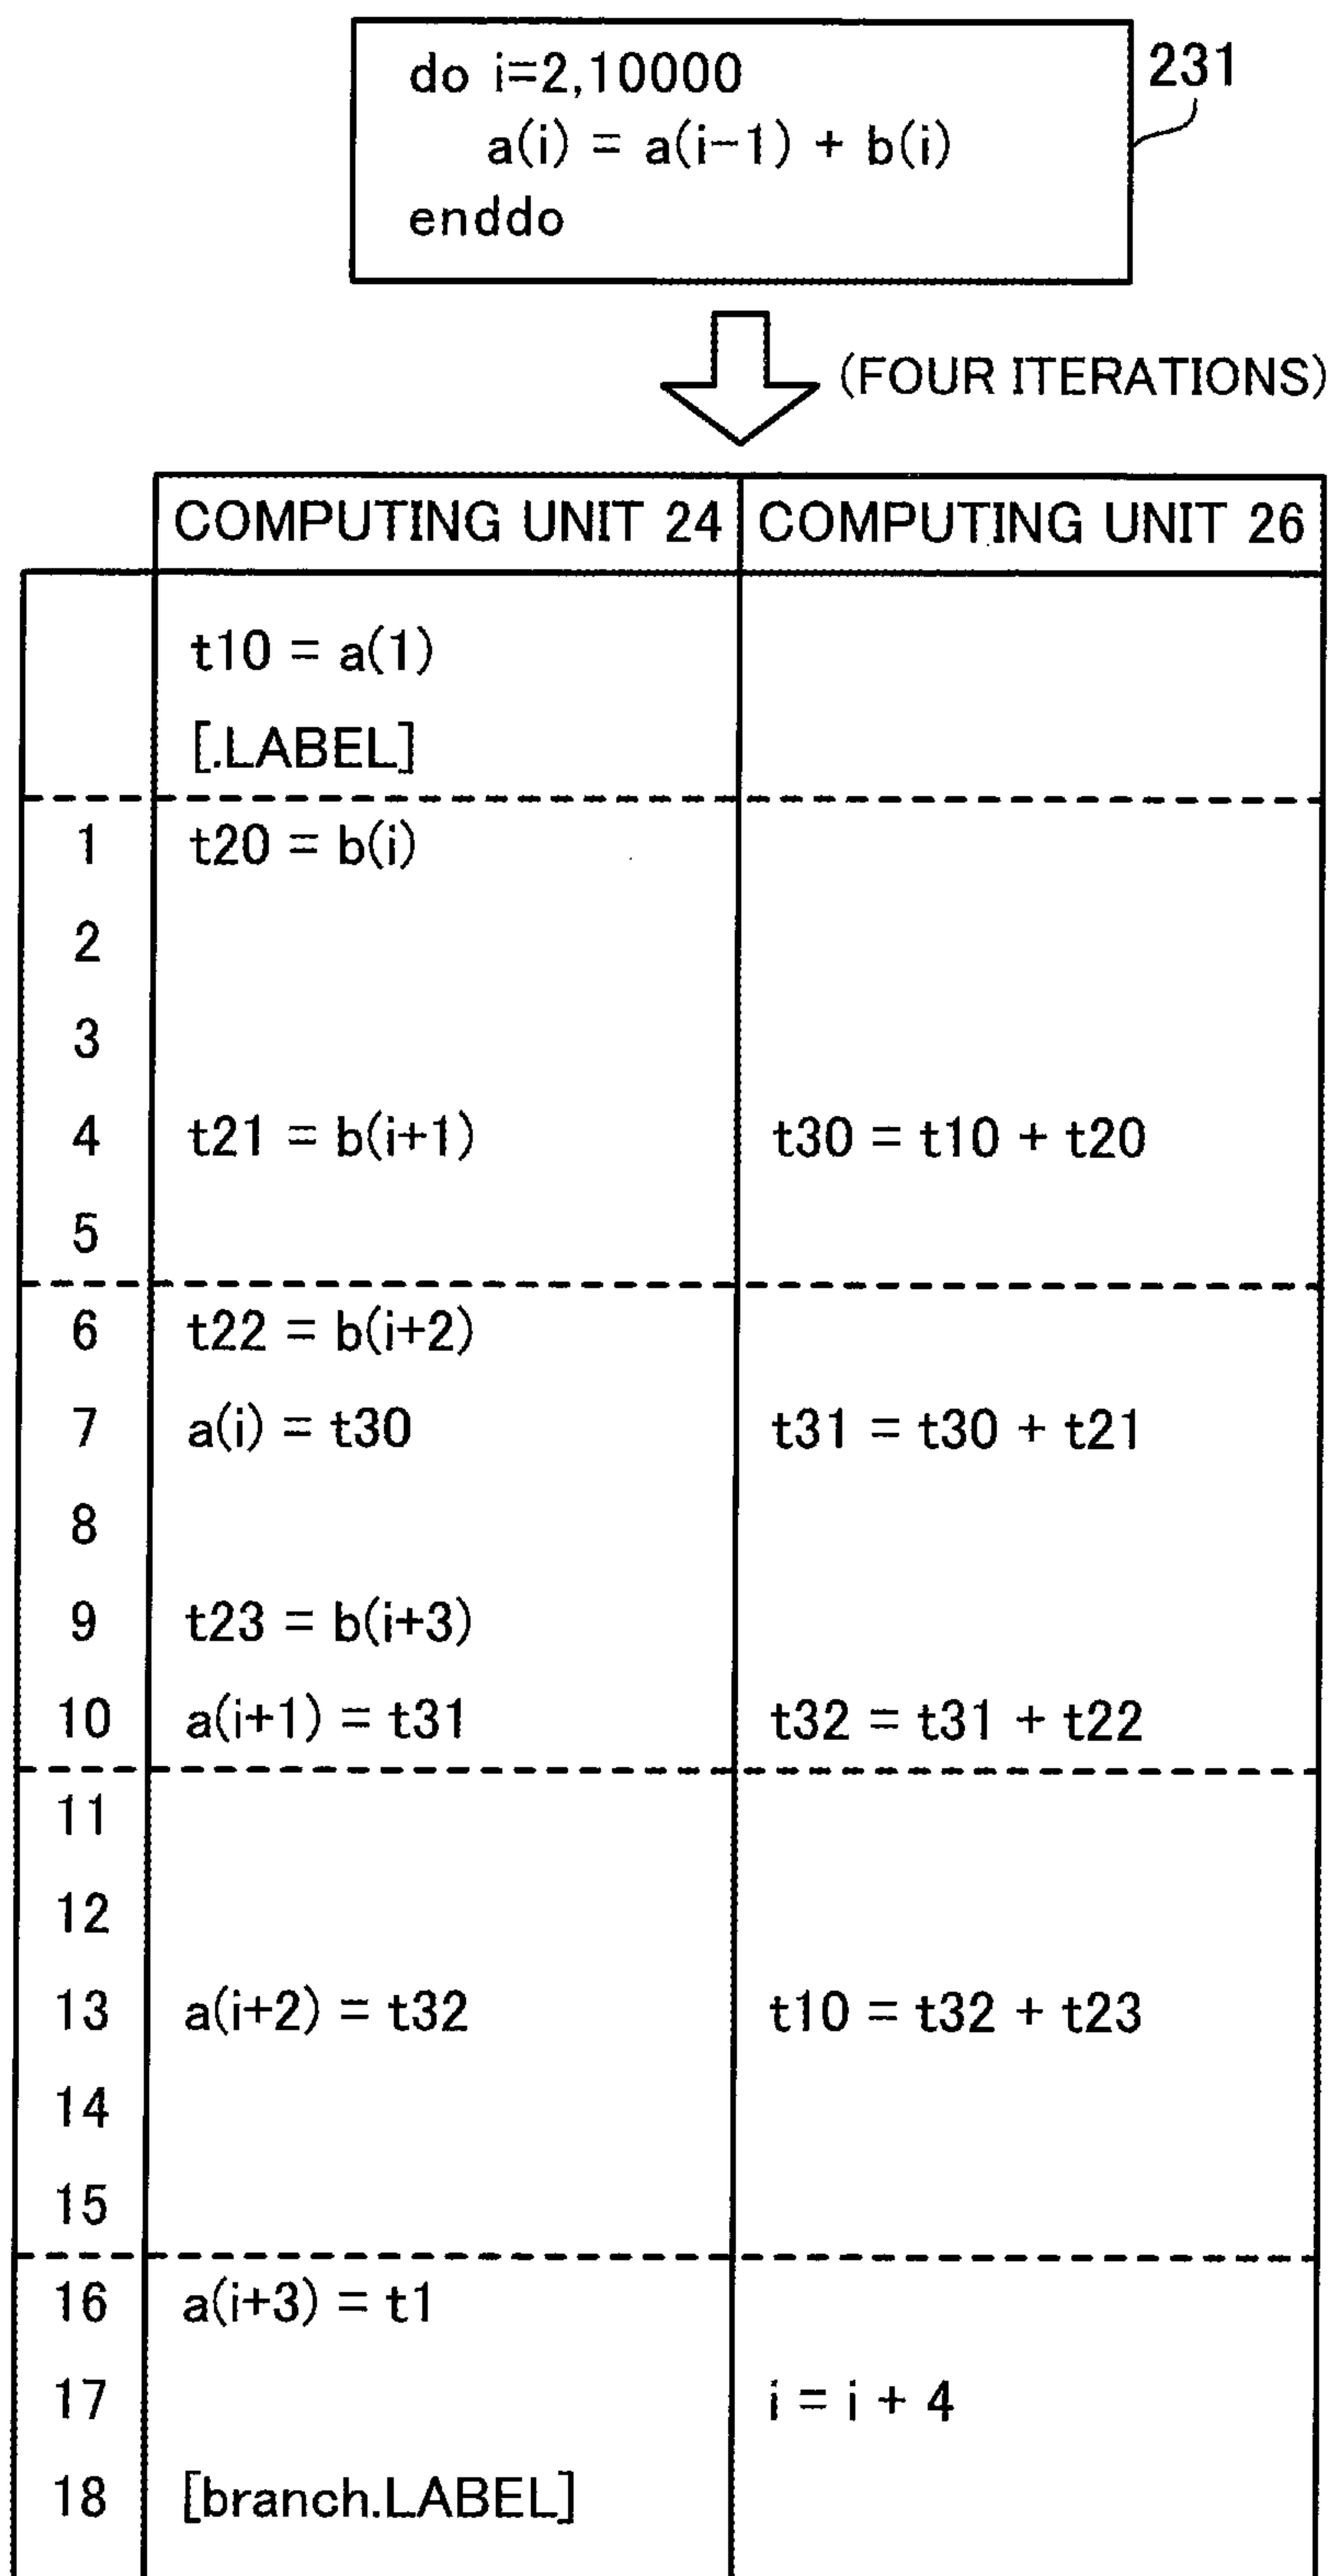 do i=2,10000
a(i) = a(i-1) + b(i)
enddo
231
(FOUR ITERATIONS)
COMPUTING UNIT 24 COMPUTING UNIT 26
t10 = a(1)
[.LABEL]
1 t20 = b(i)
2
3
4 t21 = b(i+1) t30 = t10 + t20
5
6 t22 = b(i+2)
7 a(i) = t30 t31 = t30 + t21
8
9 t23 = b(i+3)
10 a(i+1) = t31 t32 = t31 + t22
11
12
13 a(i+2) = t32 t10 = t32 + t23
14
15
16 a(i+3) = t1
17 i = i + 4
18 [branch.LABEL]